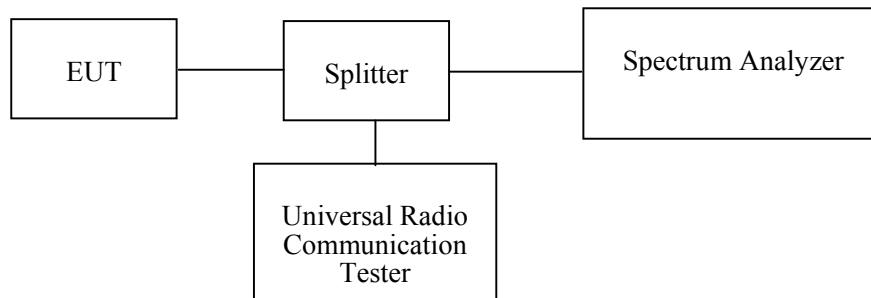 EUT
Splitter
Spectrum Analyzer
Universal Radio
Communication
Tester